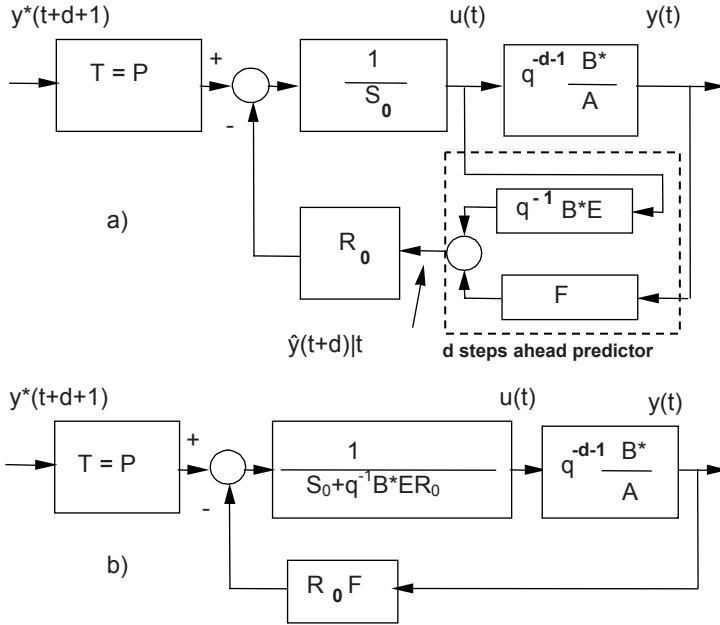 y*(t+d+1)
u(t)
y(t)
T = P
+
-
1
S₀
q⁻ᵈ⁻¹ B*
A
a)
R₀
q⁻¹ B*E
F
ŷ(t+d)|t
d steps ahead predictor
y*(t+d+1)
u(t)
y(t)
T = P
+
-
1
S₀+q⁻¹B*ER₀
q⁻ᵈ⁻¹ B*
A
b)
R₀F